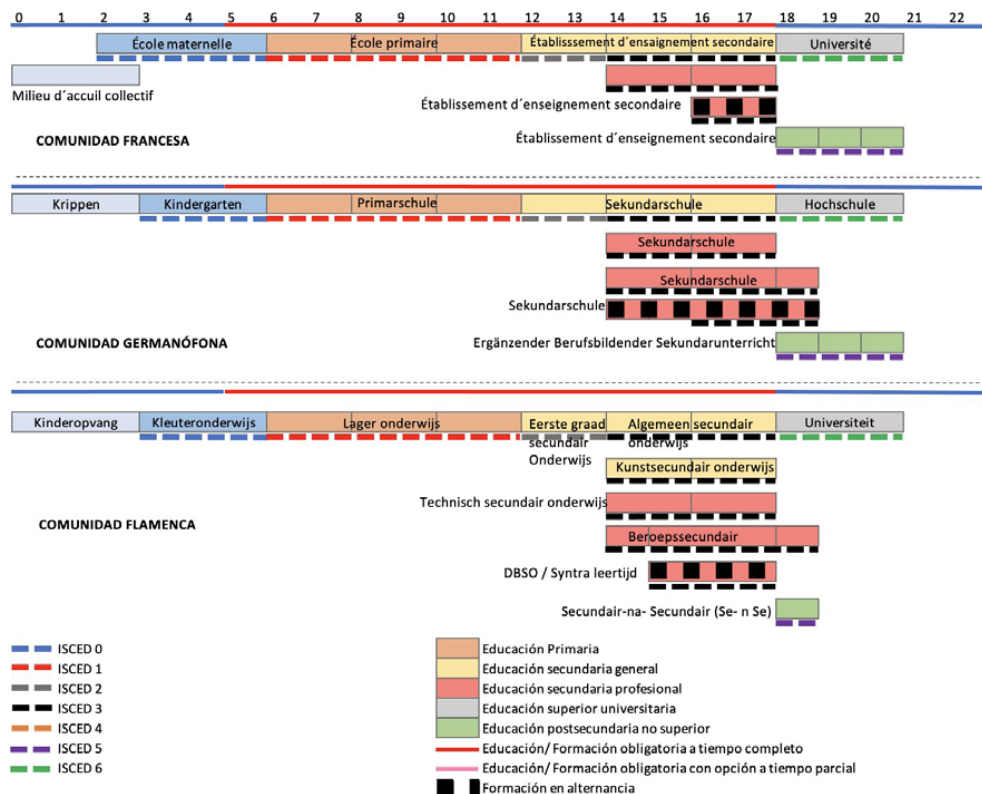 0 1 2 3 4 5 6 7 8 9 10 11 12 13 14 15 16 17 18 19 20 21 22
École maternelle École primaire Établisssement d´ensaignement secondaire Université
Milieu d´accuil collectif
Établissement d´enseignement secondaire
Établissement d´enseignement secondaire
COMUNIDAD FRANCESA
Krippen Kindergarten Primarschule Sekundarschule Hochschule
Sekundarschule
Sekundarschule
Sekundarschule
COMUNIDAD GERMANÓFONA
Ergänzender Berufsbildender Sekundarunterricht
Kinderopvang Kleuteronderwijs Lager onderwijs Eerste graad Algemeen secundair
secundair onderwijs
Onderwijs
Universiteit
Kunstsecundair onderwijs
Technisch secundair onderwijs
COMUNIDAD FLAMENCA
Beroepssecundair
DBSO / Syntra leertijd
Secundair-na- Secundair (Se- n Se)
ISCED 0
ISCED 1
ISCED 2
ISCED 3
ISCED 4
ISCED 5
ISCED 6
Educación Primaria
Educación secundaria general
Educación secundaria profesional
Educación superior universitaria
Educación postsecundaria no superior
Educación/ Formación obligatoria a tiempo completo
Educación/ Formación obligatoria con opción a tiempo parcial
Formación en alternancia